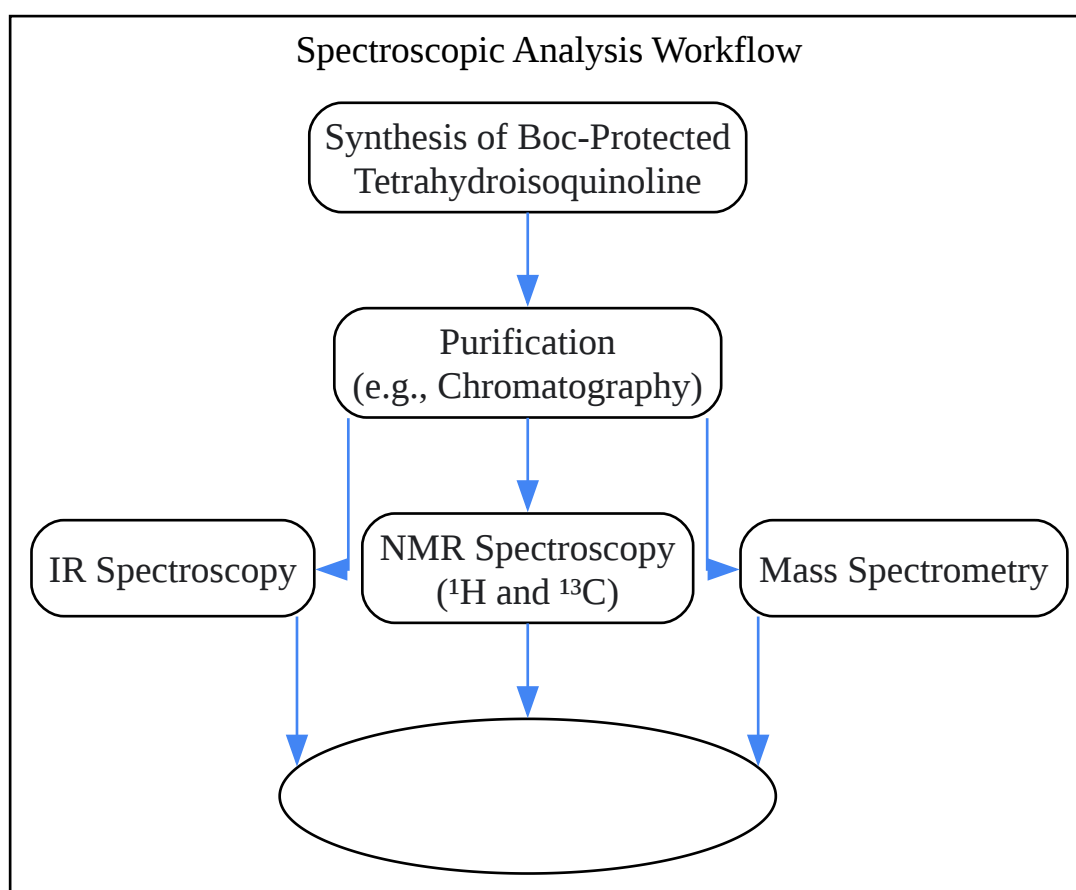 Spectroscopic Analysis Workflow
Synthesis of Boc-Protected
Tetrahydroisoquinoline
Purification
(e.g., Chromatography)
IR Spectroscopy
NMR Spectroscopy
(¹H and ¹³C)
Mass Spectrometry